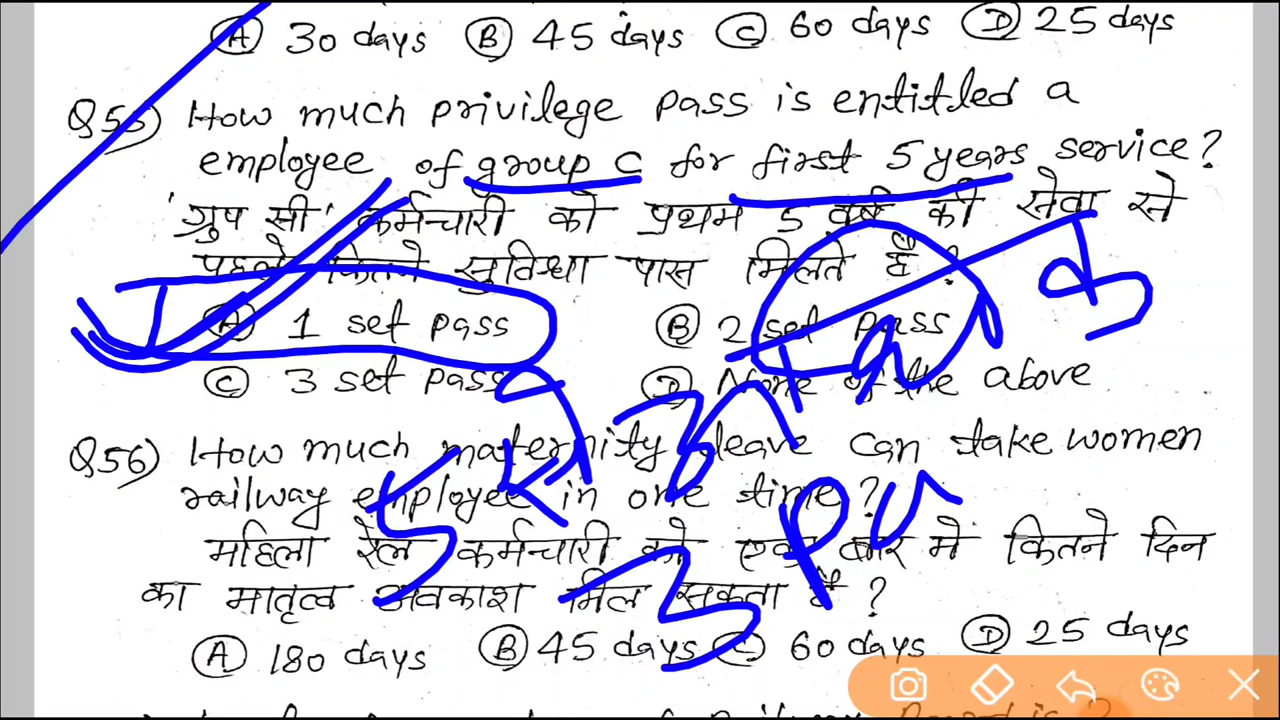 (A) 30 days (B) 45 days (C) 60 days (D) 25 days
Q55) How much privilege pass is entitled a
employee of group C for first 5 years service?
'ग्रुप सी' कर्मचारी को प्रथम 5 वर्ष की सेवा से
पहले कितने सुविधा पास मिलते है ?
(A) 1 set pass (B) 2 set pass
(C) 3 set pass (D) None of the above
Q56) How much maternity leave can take women
railway employee in one time ?
महिला रेल कर्मचारी को एक बार मे कितने दिन
का मातृत्व अवकाश मिल सकता है ?
(A) 180 days (B) 45 days (C) 60 days (D) 25 days